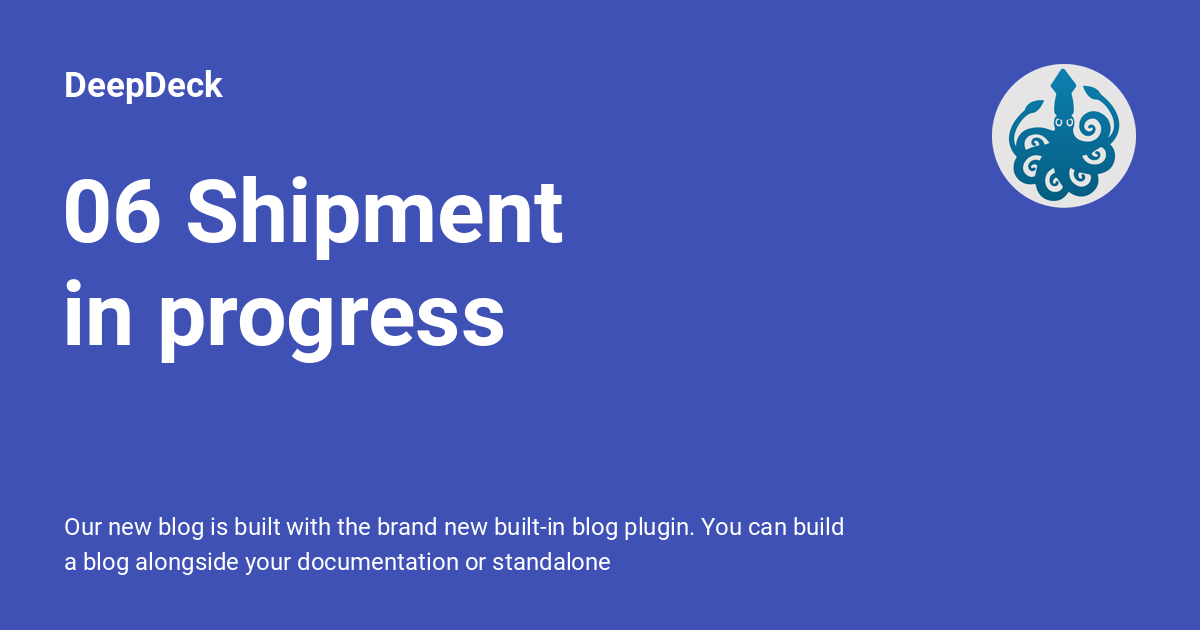 DeepDeck
06 Shipment
in progress
Our new blog is built with the brand new built-in blog plugin. You can build
a blog alongside your documentation or standalone